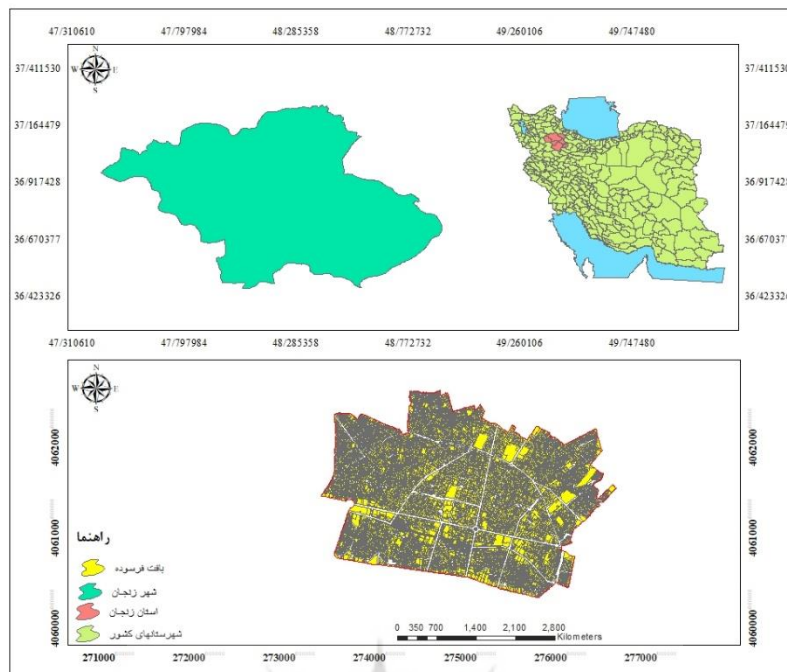 47/310610 47/797984 48/285358 48/772732 49/260106 49/747480
37/411530 37/411530
N
W E
S
37/164479 37/164479
36/917428 36/917428
36/670377 36/670377
36/423326 36/423326
47/310610 47/797984 48/285358 48/772732 49/260106 49/747480
N
W E
S
4062000 4062000
4061000 4061000
راهنما
بافت فرسوده
شهر زنجان
استان زنجان
شهرستانهای کشور
4060000 4060000
0 350 700 1,400 2,100 2,800
Kilometers
271000 272000 273000 274000 275000 276000 277000